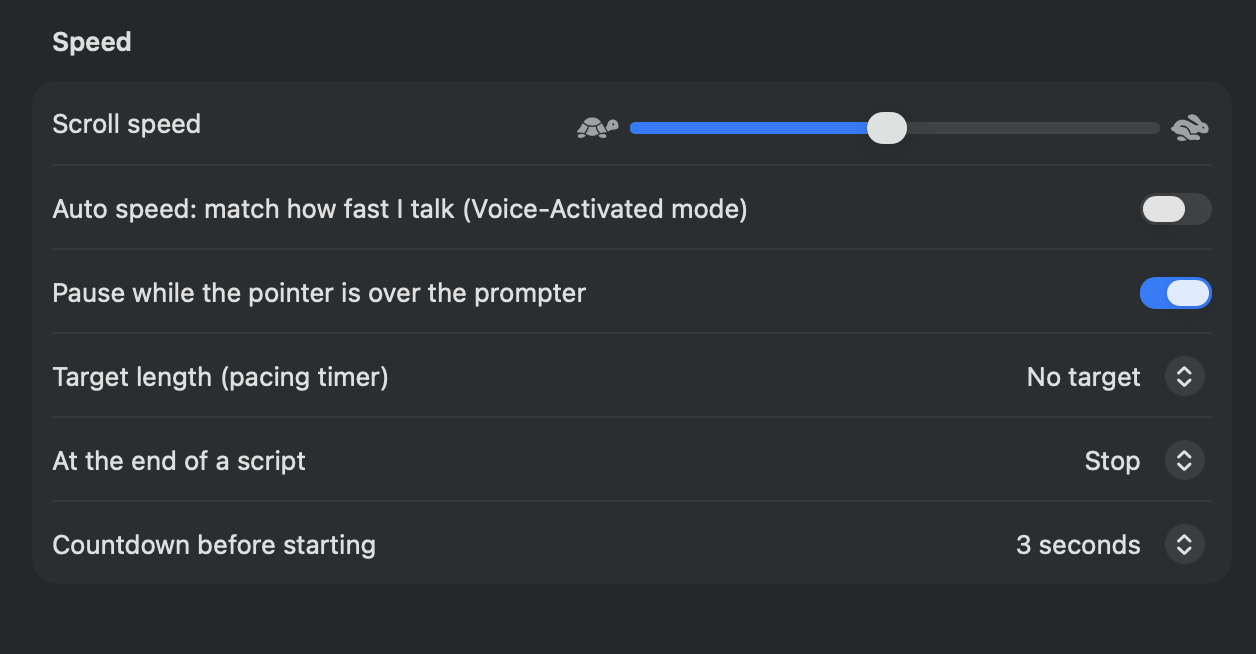 Speed
Scroll speed
Auto speed: match how fast I talk (Voice-Activated mode)
Pause while the pointer is over the prompter
Target length (pacing timer) No target
At the end of a script Stop
Countdown before starting 3 seconds